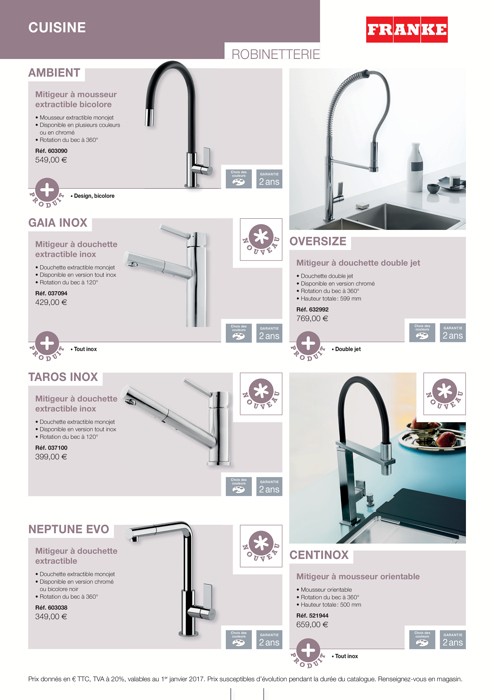 CUISINE
FRANKE
ROBINETTERIE
AMBIENT
Mitigeur à mousseur
extractible bicolore
• Mousseur extractible monojet
• Disponible en plusieurs couleurs
ou en chromé
• Rotation du bec à 360°
Réf. 603090
549,00 €
Choix des
couleurs
GARANTIE
2 ans
+
PRODUIT
• Design, bicolore
GAIA INOX
Mitigeur à douchette
extractible inox
• Douchette extractible monojet
• Disponible en version tout inox
• Rotation du bec à 120°
Réf. 037094
429,00 €
NOUVEAU
Choix des
couleurs
GARANTIE
2 ans
+
PRODUIT
• Tout inox
OVERSIZE
Mitigeur à douchette double jet
• Douchette double jet
• Disponible en version chromé
• Rotation du bec à 360°
• Hauteur totale : 599 mm
Réf. 632992
769,00 €
Choix des
couleurs
GARANTIE
2 ans
+
PRODUIT
• Double jet
TAROS INOX
Mitigeur à douchette
extractible inox
• Douchette extractible monojet
• Disponible en version tout inox
• Rotation du bec à 120°
Réf. 037100
399,00 €
NOUVEAU
Choix des
couleurs
GARANTIE
2 ans
NEPTUNE EVO
Mitigeur à douchette
extractible
• Douchette extractible monojet
• Disponible en version chromé
ou bicolore noir
• Rotation du bec à 360°
Réf. 603038
349,00 €
NOUVEAU
Choix des
couleurs
GARANTIE
2 ans
NOUVEAU
CENTINOX
Mitigeur à mousseur orientable
• Mousseur orientable
• Rotation du bec à 360°
• Hauteur totale : 500 mm
Réf. 521944
659,00 €
Choix des
couleurs
GARANTIE
2 ans
+
PRODUIT
• Tout inox
Prix donnés en € TTC, TVA à 20%, valables au 1er janvier 2017. Prix susceptibles d'évolution pendant la durée du catalogue. Renseignez-vous en magasin.